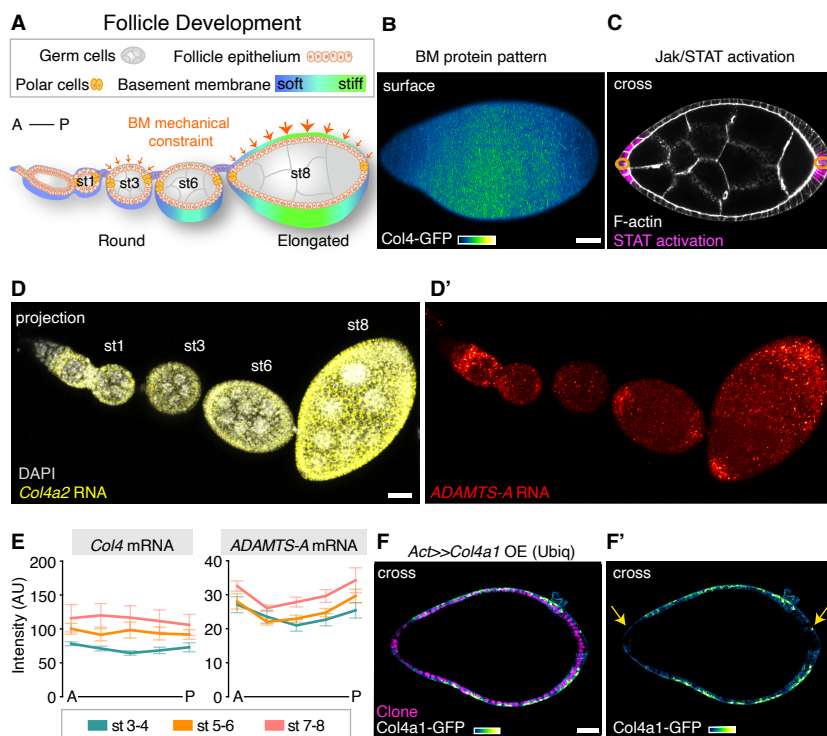 A
Follicle Development
Germ cells
Follicle epithelium
Polar cells
Basement membrane
soft
stiff
A
P
BM mechanical
constraint
st1
st3
st6
st8
Round
Elongated
B
BM protein pattern
surface
Col4-GFP
C
Jak/STAT activation
cross
F-actin
STAT activation
D
projection
st1
st3
st6
st8
DAPI
Col4a2 RNA
D'
ADAMTS-A RNA
E
Col4 mRNA
ADAMTS-A mRNA
Intensity (AU)
200
150
100
50
0
A
P
40
30
20
10
0
A
P
st 3-4
st 5-6
st 7-8
F
Act>>Col4a1 OE (Ubiq)
cross
Clone
Col4a1-GFP
F'
cross
Col4a1-GFP